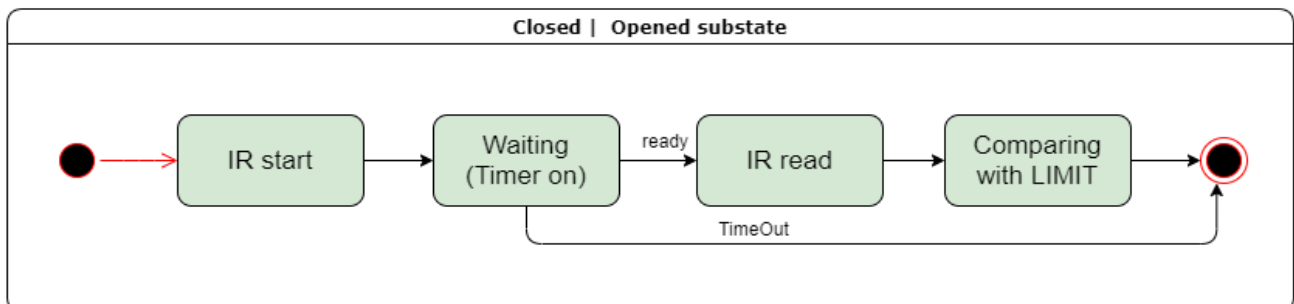 Closed | Opened substate
IR start
Waiting
(Timer on)
ready
IR read
Comparing
with LIMIT
TimeOut